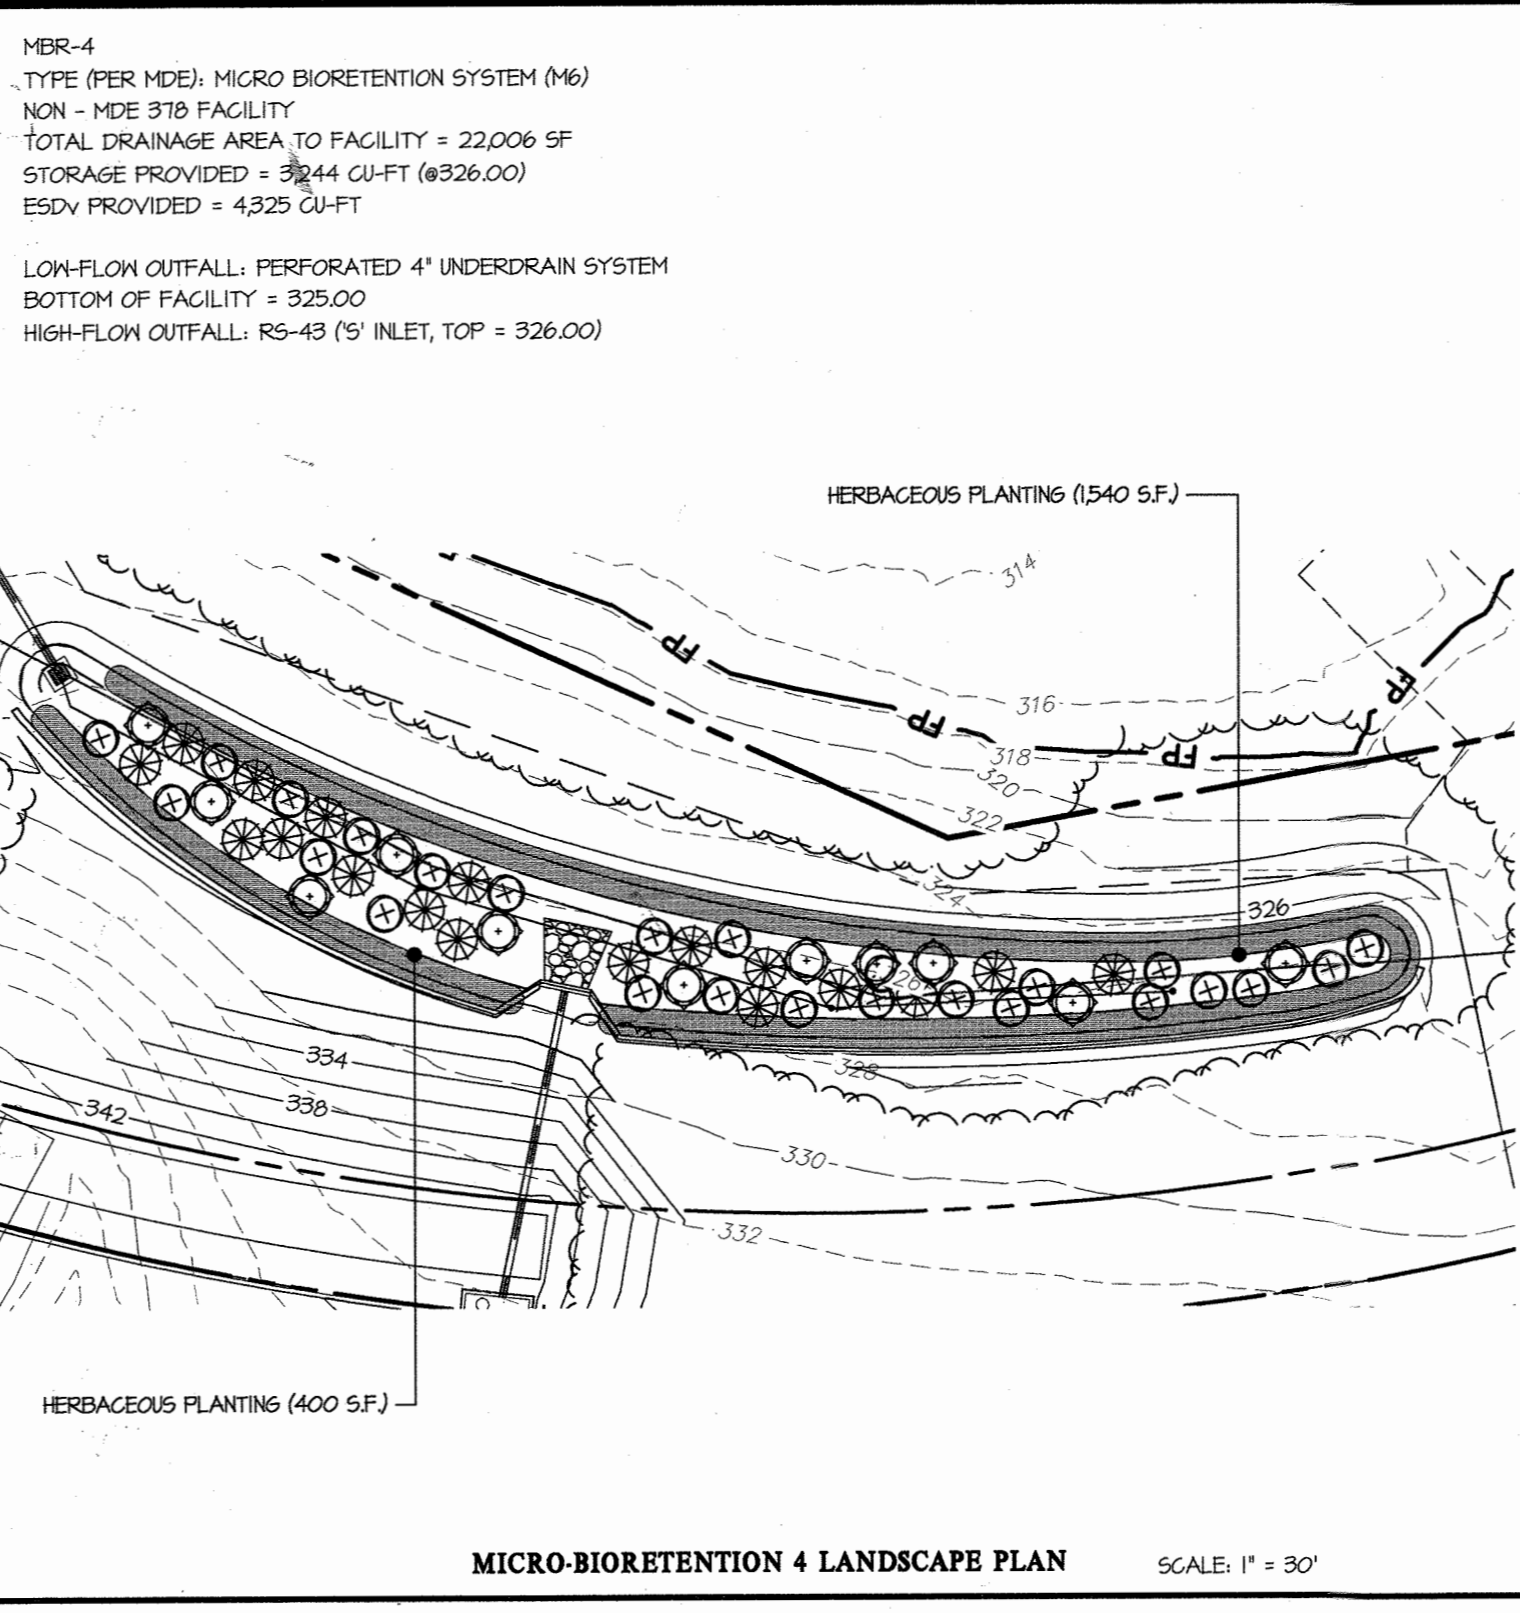 MBR-4
TYPE (PER MDE): MICRO BIORETENTION SYSTEM (M6)
NON - MDE 378 FACILITY
TOTAL DRAINAGE AREA TO FACILITY = 22,006 SF
STORAGE PROVIDED = 3,244 CU-FT (@326.00)
ESDv PROVIDED = 4,325 CU-FT
LOW-FLOW OUTFALL: PERFORATED 4" UNDERDRAIN SYSTEM
BOTTOM OF FACILITY = 325.00
HIGH-FLOW OUTFALL: RS-43 ('S' INLET, TOP = 326.00)
HERBACEOUS PLANTING (1,540 S.F.)
314
FP
FP
316
FP
318
FP
320
322
324
326
326
328
334
338
342
330
332
HERBACEOUS PLANTING (400 S.F.)
MICRO-BIORETENTION 4 LANDSCAPE PLAN
SCALE: 1" = 30'